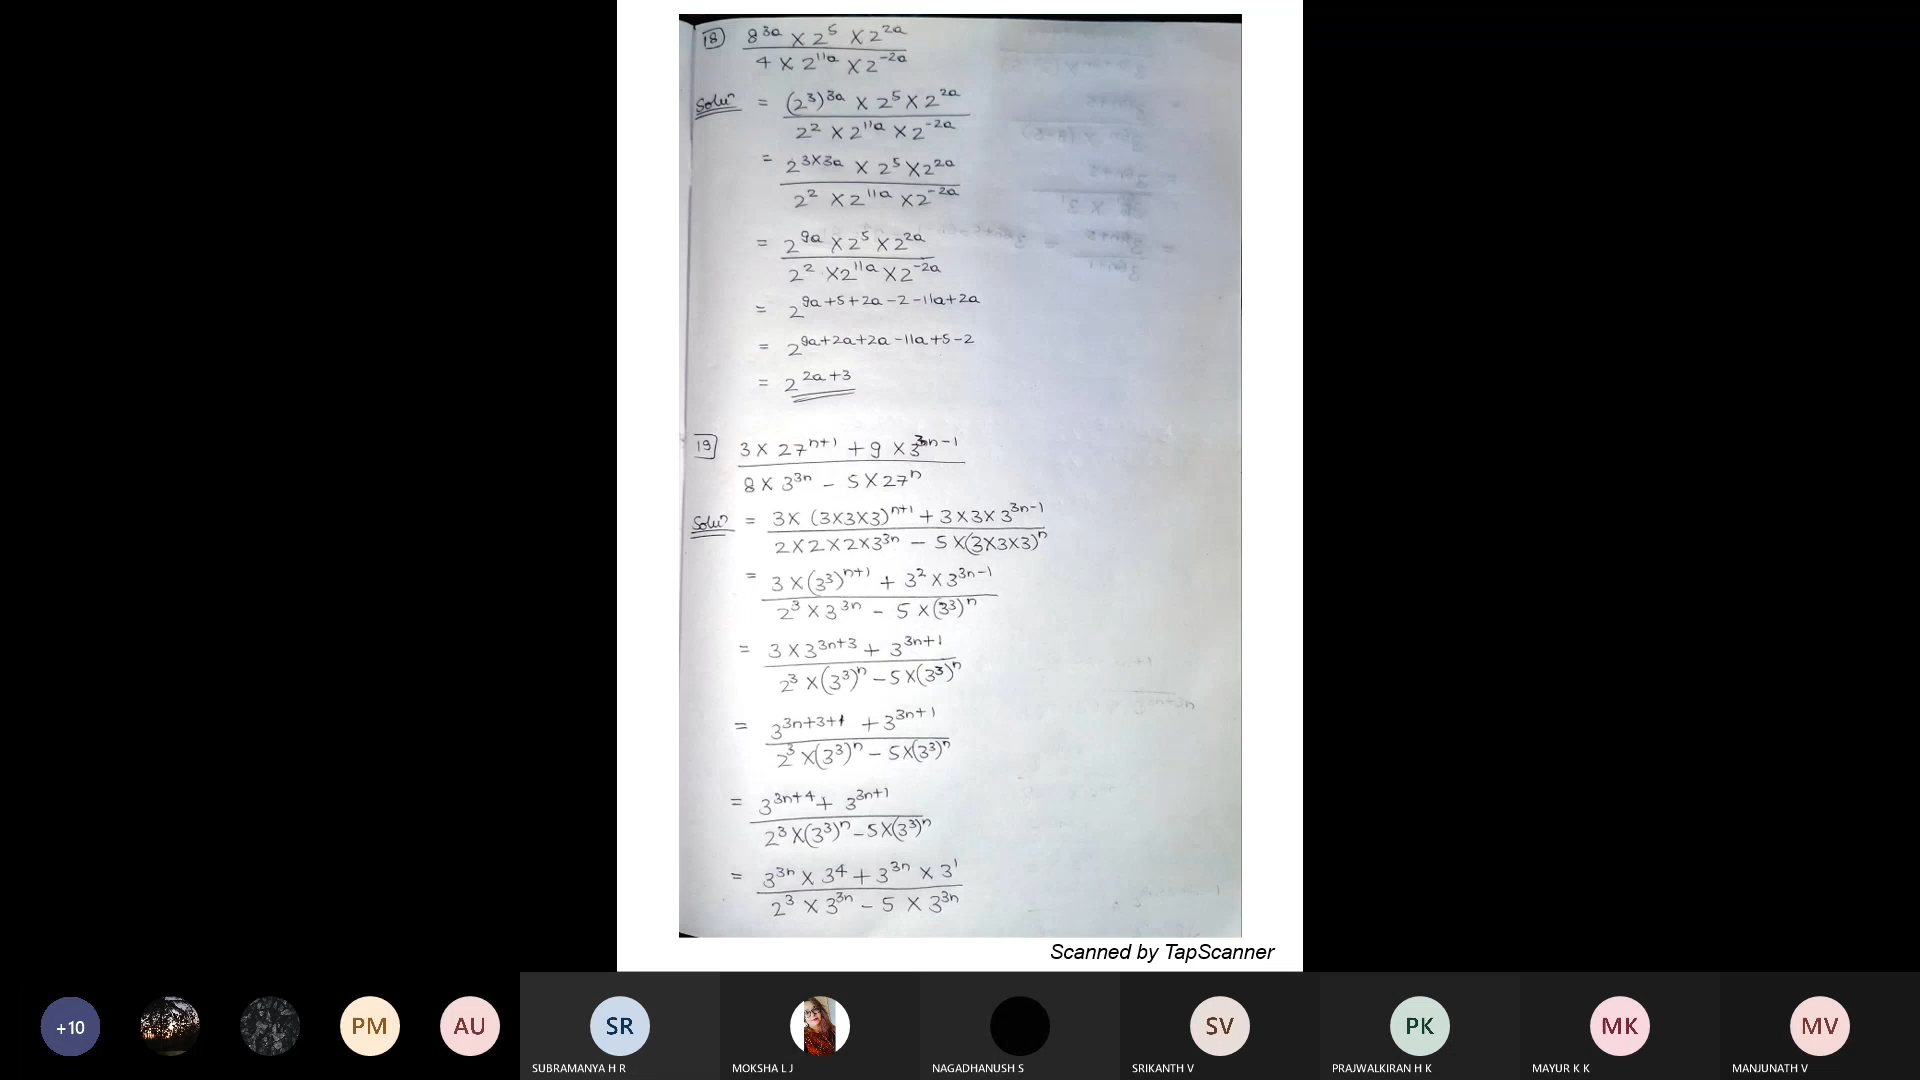 18 (8^3a × 2^5 × 2^2a) / (4 × 2^11a × 2^-2a)
Solun = ((2^3)^3a × 2^5 × 2^2a) / (2^2 × 2^11a × 2^-2a)
= (2^3×3a × 2^5 × 2^2a) / (2^2 × 2^11a × 2^-2a)
= (2^9a × 2^5 × 2^2a) / (2^2 × 2^11a × 2^-2a)
= 2^9a+5+2a-2-11a+2a
= 2^9a+2a+2a-11a+5-2
= 2^2a+3
19 (3 × 27^n+1 + 9 × 3^3n-1) / (8 × 3^3n - 5 × 27^n)
Solun = (3 × (3×3×3)^n+1 + 3×3×3^3n-1) / (2×2×2×3^3n - 5×(3×3×3)^n)
= (3 × (3^3)^n+1 + 3^2 × 3^3n-1) / (2^3 × 3^3n - 5 × (3^3)^n)
= (3 × 3^3n+3 + 3^3n+1) / (2^3 × (3^3)^n - 5×(3^3)^n)
= (3^3n+3+1 + 3^3n+1) / (2^3 × (3^3)^n - 5×(3^3)^n)
= (3^3n+4 + 3^3n+1) / (2^3 × (3^3)^n - 5×(3^3)^n)
= (3^3n × 3^4 + 3^3n × 3^1) / (2^3 × 3^3n - 5 × 3^3n)
Scanned by TapScanner
+10
PM
AU
SR
SUBRAMANYA H R
MOKSHA L J
NAGADHANUSH S
SV
SRIKANTH V
PK
PRAJWALKIRAN H K
MK
MAYUR K K
MV
MANJUNATH V